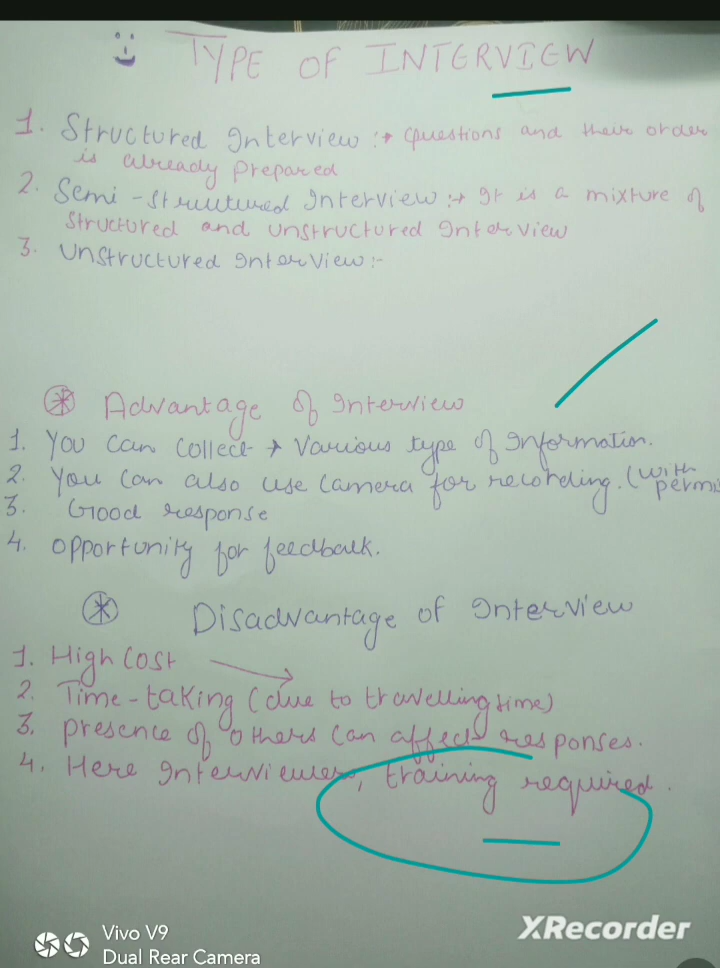 TYPE OF INTERVIEW
1. Structured Interview :→ Questions and their order
is already prepared
2. Semi-structured Interview :→ It is a mixture of
structured and unstructured Interview
3. Unstructured Interview :-
Advantage of Interview
1. You can collect → Various type of Information.
2. You can also use camera for recording. (with
permis
3. Good response
4. opportunity for feedback.
Disadvantage of Interview
1. High Cost
2. Time-taking (due to travelling time)
3. presence of others can affect responses.
4. Here Interviewers, training required.
Vivo V9
Dual Rear Camera
XRecorder